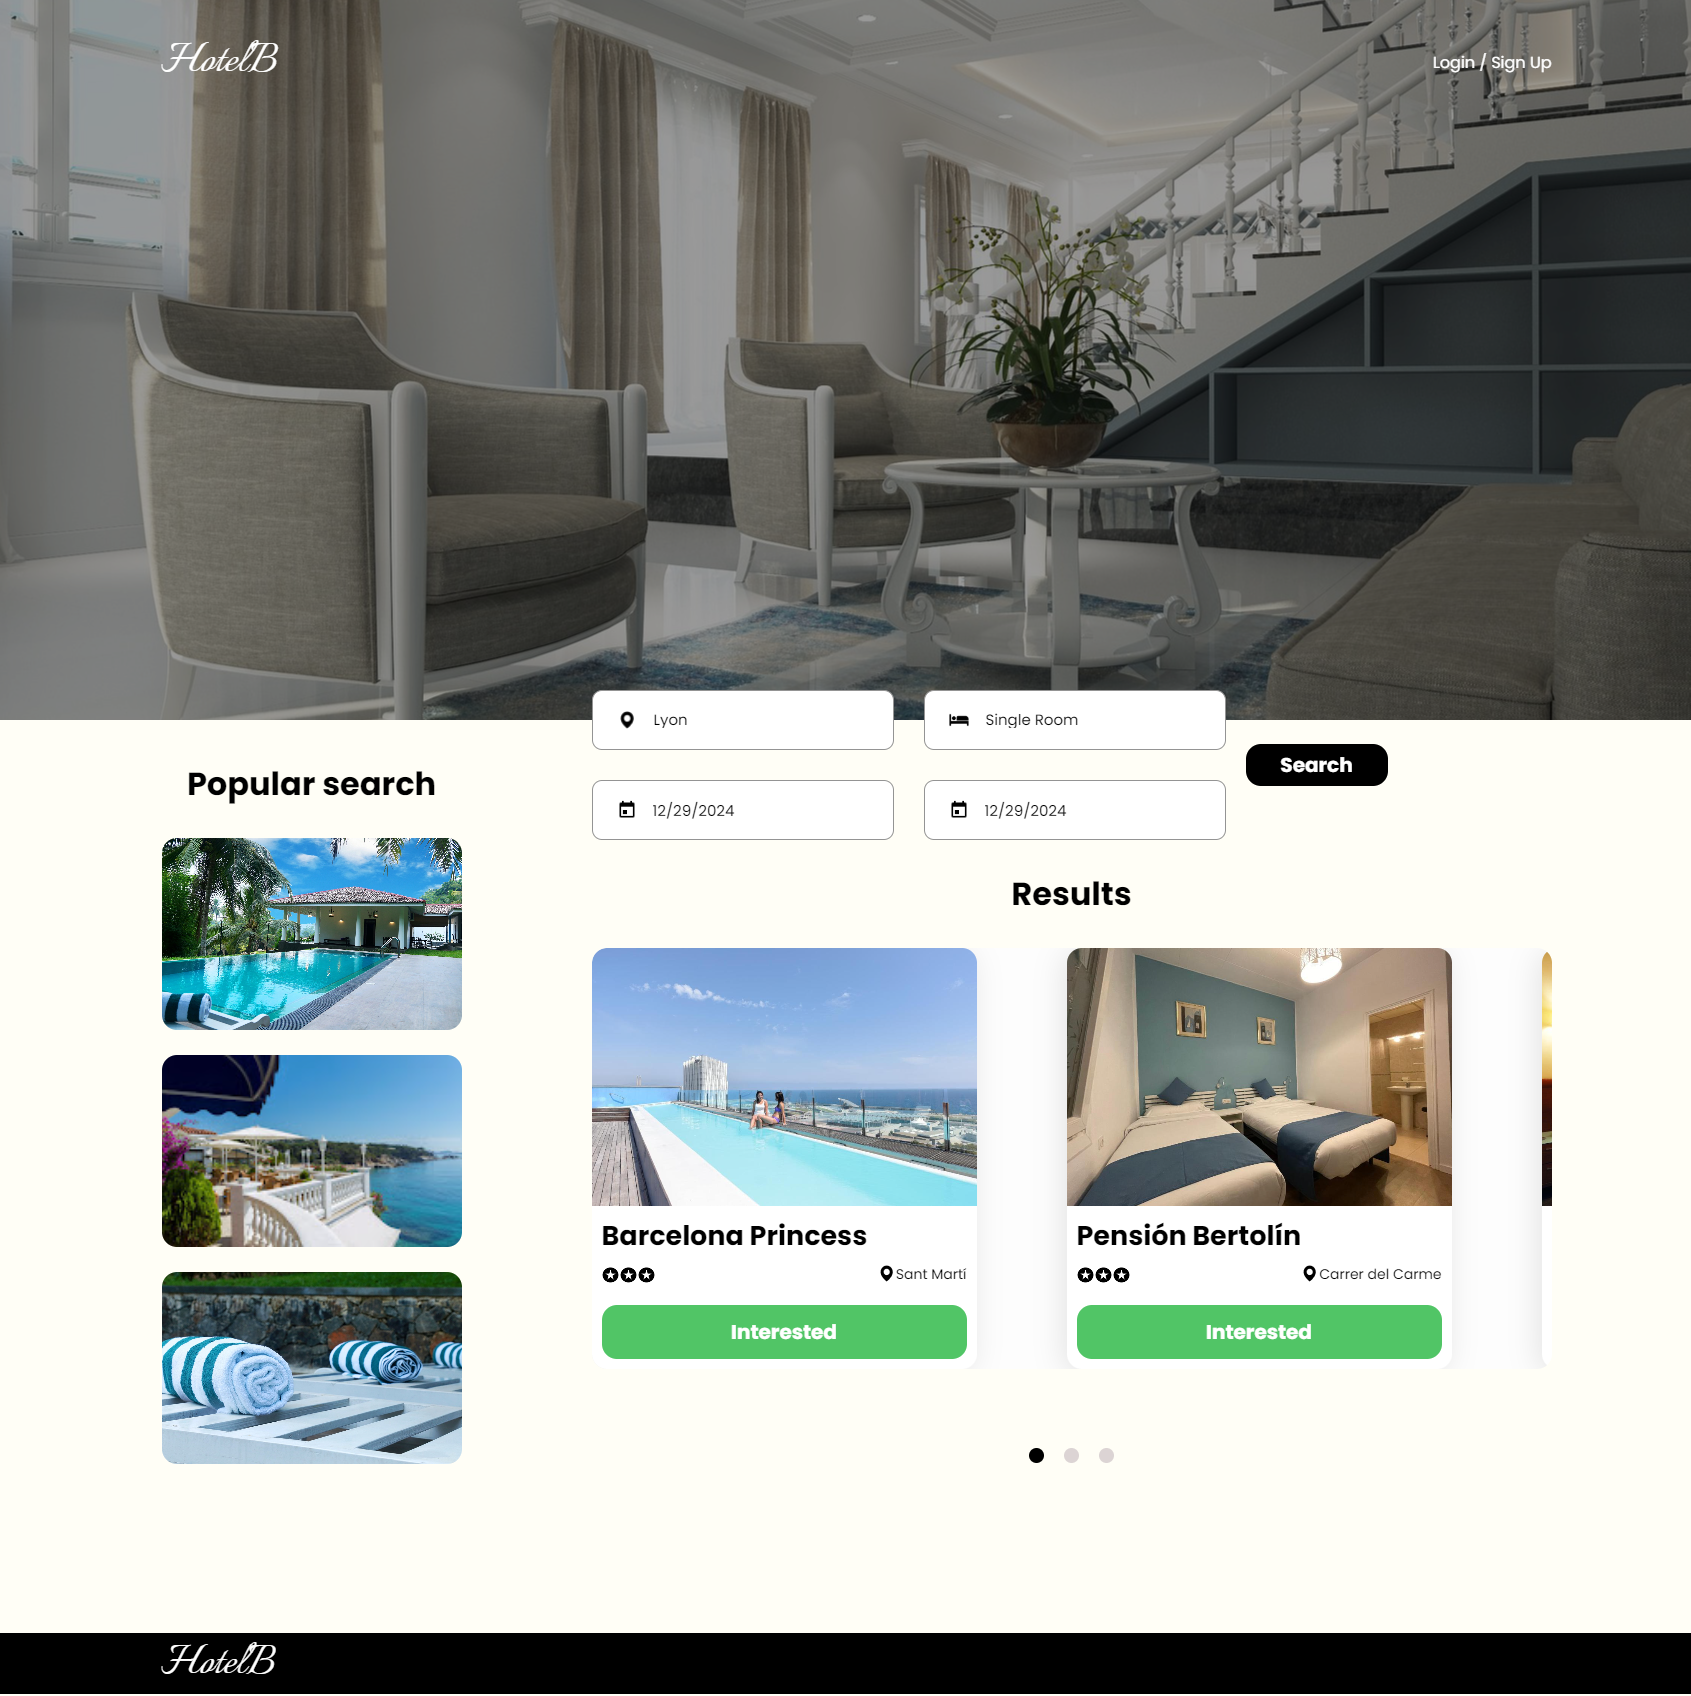 HotelB
Login / Sign Up
Lyon
Single Room
Search
12/29/2024
12/29/2024
Popular search
Results
Barcelona Princess
Sant Martí
Interested
Pensión Bertolín
Carrer del Carme
Interested
HotelB